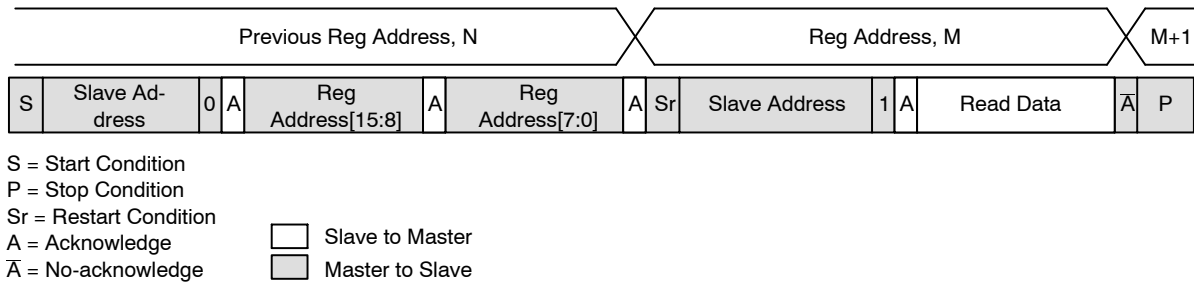 Previous Reg Address, N Reg Address, M M+1
S Slave Ad-
dress 0 A Reg
Address[15:8] A Reg
Address[7:0] A Sr Slave Address 1 A Read Data A̅ P
S = Start Condition
P = Stop Condition
Sr = Restart Condition
A = Acknowledge
A̅ = No-acknowledge
Slave to Master
Master to Slave